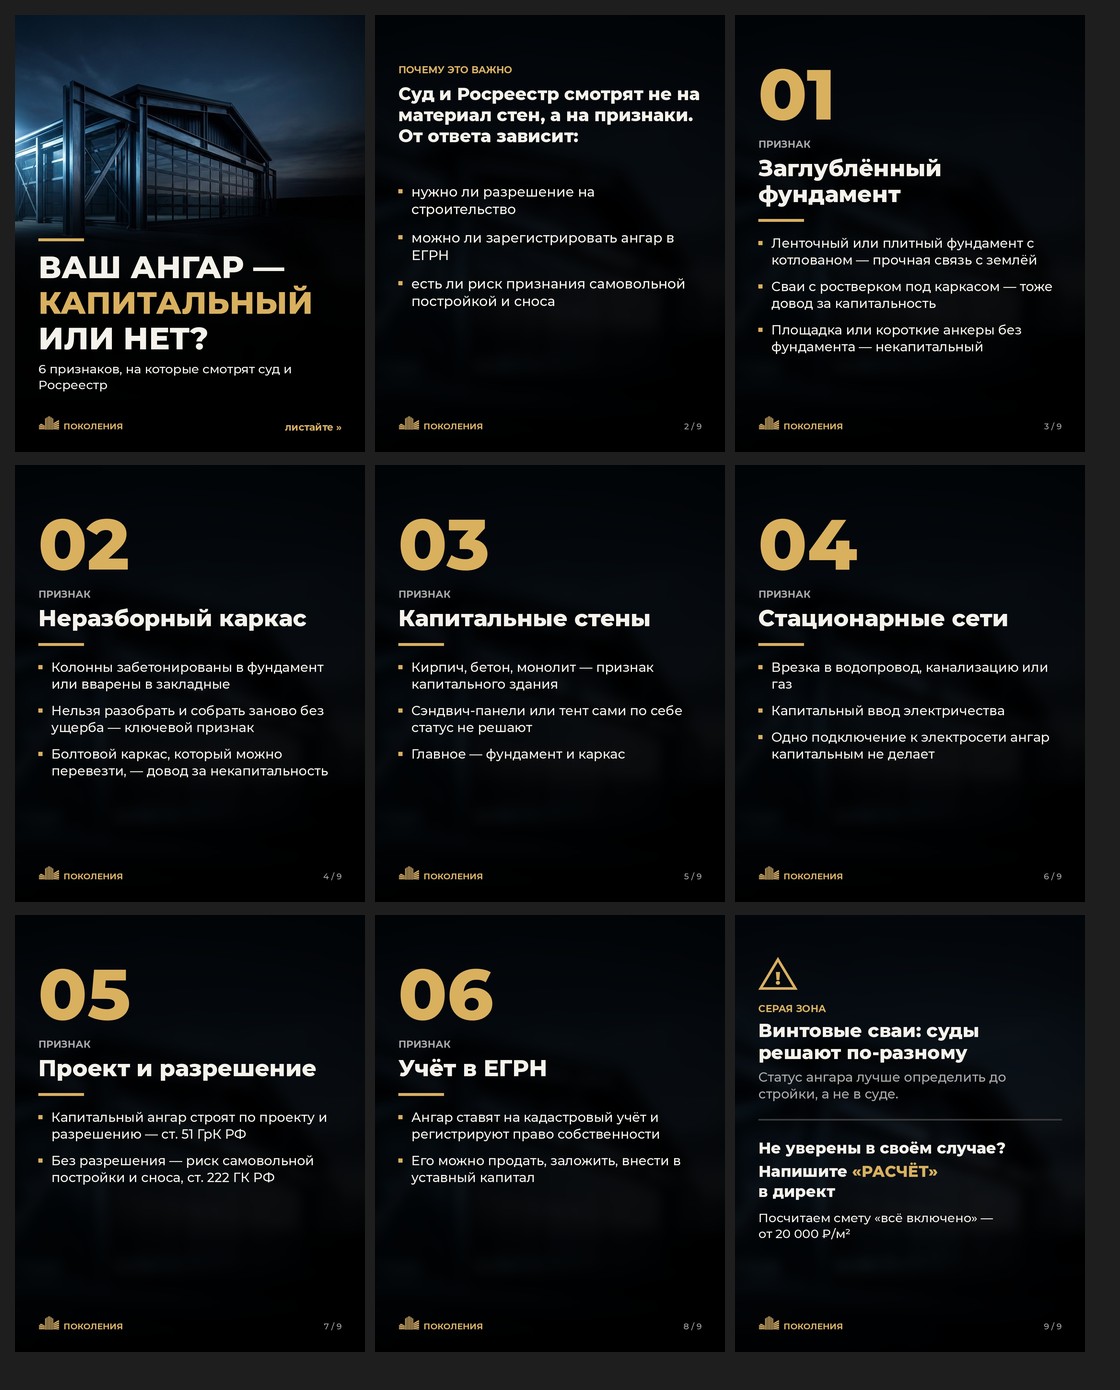 ВАШ АНГАР —
КАПИТАЛЬНЫЙ
ИЛИ НЕТ?
6 признаков, на которые смотрят суд и
Росреестр
ПОКОЛЕНИЯ
листайте »
ПОЧЕМУ ЭТО ВАЖНО
Суд и Росреестр смотрят не на
материал стен, а на признаки.
От ответа зависит:
▪ нужно ли разрешение на
строительство
▪ можно ли зарегистрировать ангар в
ЕГРН
▪ есть ли риск признания самовольной
постройкой и сноса
ПОКОЛЕНИЯ
2 / 9
01
ПРИЗНАК
Заглублённый
фундамент
▪ Ленточный или плитный фундамент с
котлованом — прочная связь с землёй
▪ Сваи с ростверком под каркасом — тоже
довод за капитальность
▪ Площадка или короткие анкеры без
фундамента — некапитальный
ПОКОЛЕНИЯ
3 / 9
02
ПРИЗНАК
Неразборный каркас
▪ Колонны забетонированы в фундамент
или вварены в закладные
▪ Нельзя разобрать и собрать заново без
ущерба — ключевой признак
▪ Болтовой каркас, который можно
перевезти, — довод за некапитальность
ПОКОЛЕНИЯ
4 / 9
03
ПРИЗНАК
Капитальные стены
▪ Кирпич, бетон, монолит — признак
капитального здания
▪ Сэндвич-панели или тент сами по себе
статус не решают
▪ Главное — фундамент и каркас
ПОКОЛЕНИЯ
5 / 9
04
ПРИЗНАК
Стационарные сети
▪ Врезка в водопровод, канализацию или
газ
▪ Капитальный ввод электричества
▪ Одно подключение к электросети ангар
капитальным не делает
ПОКОЛЕНИЯ
6 / 9
05
ПРИЗНАК
Проект и разрешение
▪ Капитальный ангар строят по проекту и
разрешению — ст. 51 ГрК РФ
▪ Без разрешения — риск самовольной
постройки и сноса, ст. 222 ГК РФ
ПОКОЛЕНИЯ
7 / 9
06
ПРИЗНАК
Учёт в ЕГРН
▪ Ангар ставят на кадастровый учёт и
регистрируют право собственности
▪ Его можно продать, заложить, внести в
уставный капитал
ПОКОЛЕНИЯ
8 / 9
СЕРАЯ ЗОНА
Винтовые сваи: суды
решают по-разному
Статус ангара лучше определить до
стройки, а не в суде.
Не уверены в своём случае?
Напишите «РАСЧЁТ»
в директ
Посчитаем смету «всё включено» —
от 20 000 ₽/м²
ПОКОЛЕНИЯ
9 / 9